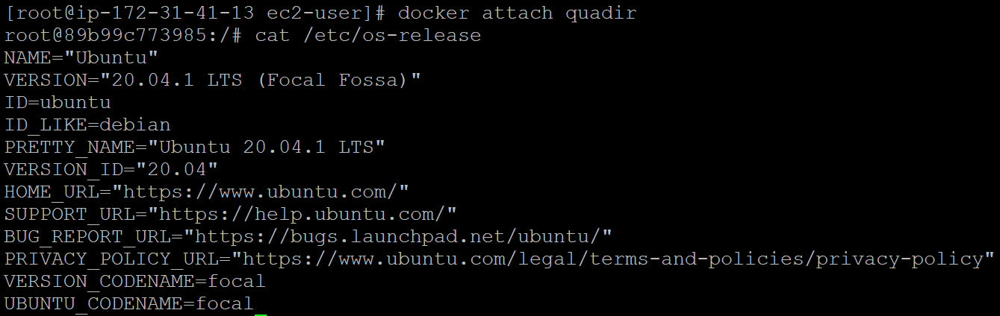 [root@ip-172-31-41-13 ec2-user]# docker attach quadir
root@89b99c773985:/# cat /etc/os-release
NAME="Ubuntu"
VERSION="20.04.1 LTS (Focal Fossa)"
ID=ubuntu
ID_LIKE=debian
PRETTY_NAME="Ubuntu 20.04.1 LTS"
VERSION_ID="20.04"
HOME_URL="https://www.ubuntu.com/"
SUPPORT_URL="https://help.ubuntu.com/"
BUG_REPORT_URL="https://bugs.launchpad.net/ubuntu/"
PRIVACY_POLICY_URL="https://www.ubuntu.com/legal/terms-and-policies/privacy-policy"
VERSION_CODENAME=focal
UBUNTU_CODENAME=focal